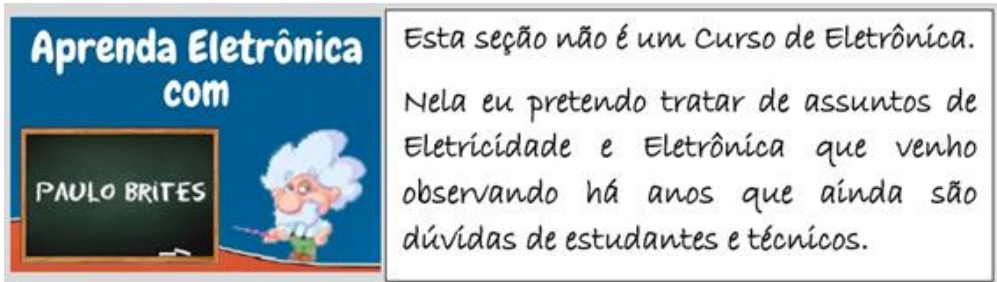 Aprenda Eletrônica
com
PAULO BRITES
Esta seção não é um Curso de Eletrônica.
Nela eu pretendo tratar de assuntos de
Eletricidade e Eletrônica que venho
observando há anos que ainda são
dúvidas de estudantes e técnicos.